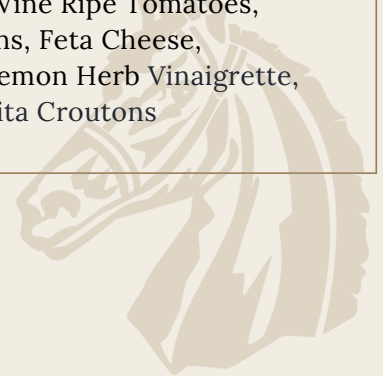 Vine Ripe Tomatoes,
ns, Feta Cheese,
emon Herb Vinaigrette,
ita Croutons